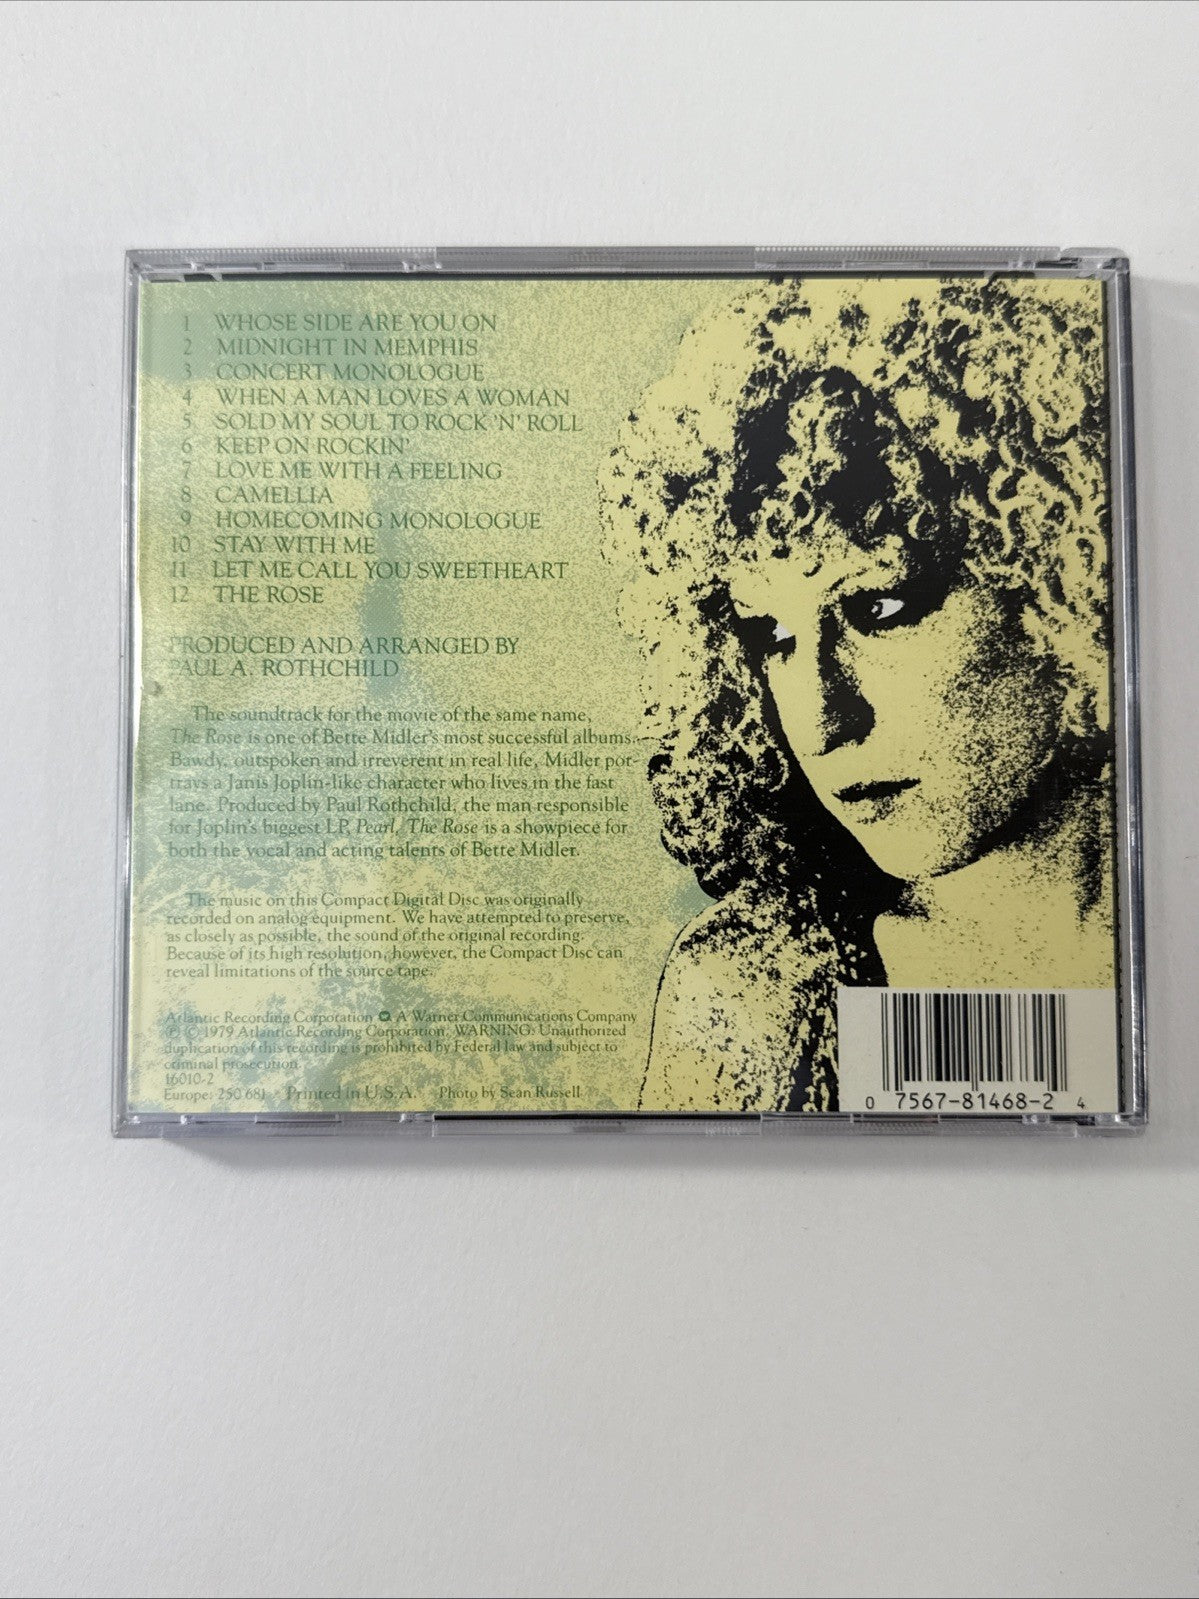 1 WHOSE SIDE ARE YOU ON
2 MIDNIGHT IN MEMPHIS
3 CONCERT MONOLOGUE
4 WHEN A MAN LOVES A WOMAN
5 SOLD MY SOUL TO ROCK 'N' ROLL
6 KEEP ON ROCKIN'
7 LOVE ME WITH A FEELING
8 CAMELLIA
9 HOMECOMING MONOLOGUE
10 STAY WITH ME
11 LET ME CALL YOU SWEETHEART
12 THE ROSE
PRODUCED AND ARRANGED BY
PAUL A. ROTHCHILD
The soundtrack for the movie of the same name,
The Rose is one of Bette Midler's most successful albums.
Bawdy, outspoken and irreverent in real life, Midler por-
trays a Janis Joplin-like character who lives in the fast
lane. Produced by Paul Rothchild, the man responsible
for Joplin's biggest LP, Pearl, The Rose is a showpiece for
both the vocal and acting talents of Bette Midler.
The music on this Compact Digital Disc was originally
recorded on analog equipment. We have attempted to preserve,
as closely as possible, the sound of the original recording.
Because of its high resolution, however, the Compact Disc can
reveal limitations of the source tape.
Atlantic Recording Corporation A Warner Communications Company
℗ © 1979 Atlantic Recording Corporation. WARNING: Unauthorized
duplication of this recording is prohibited by Federal law and subject to
criminal prosecution.
16010-2
Europe: 250 681 Printed in U.S.A. Photo by Sean Russell
0 7567-81468-2 4